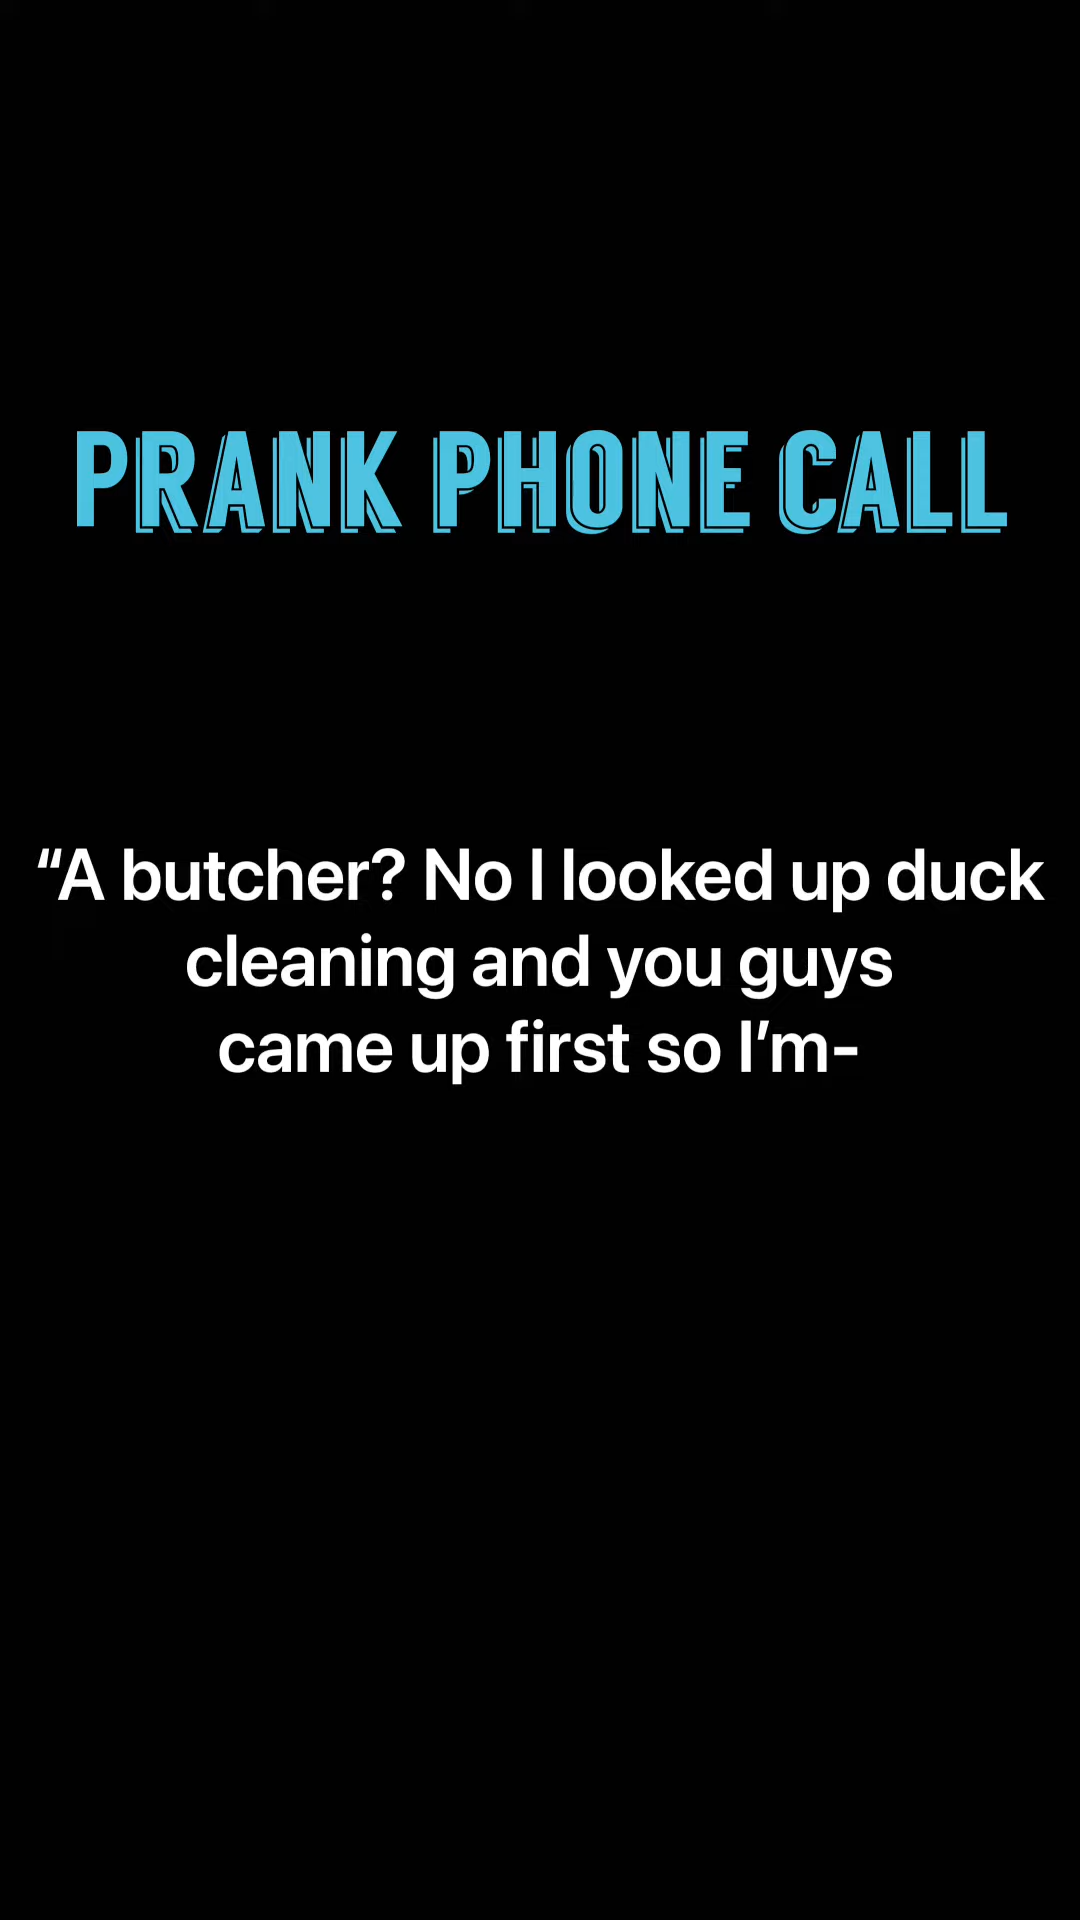 PRANK PHONE CALL
“A butcher? No I looked up duck
cleaning and you guys
came up first so I’m-